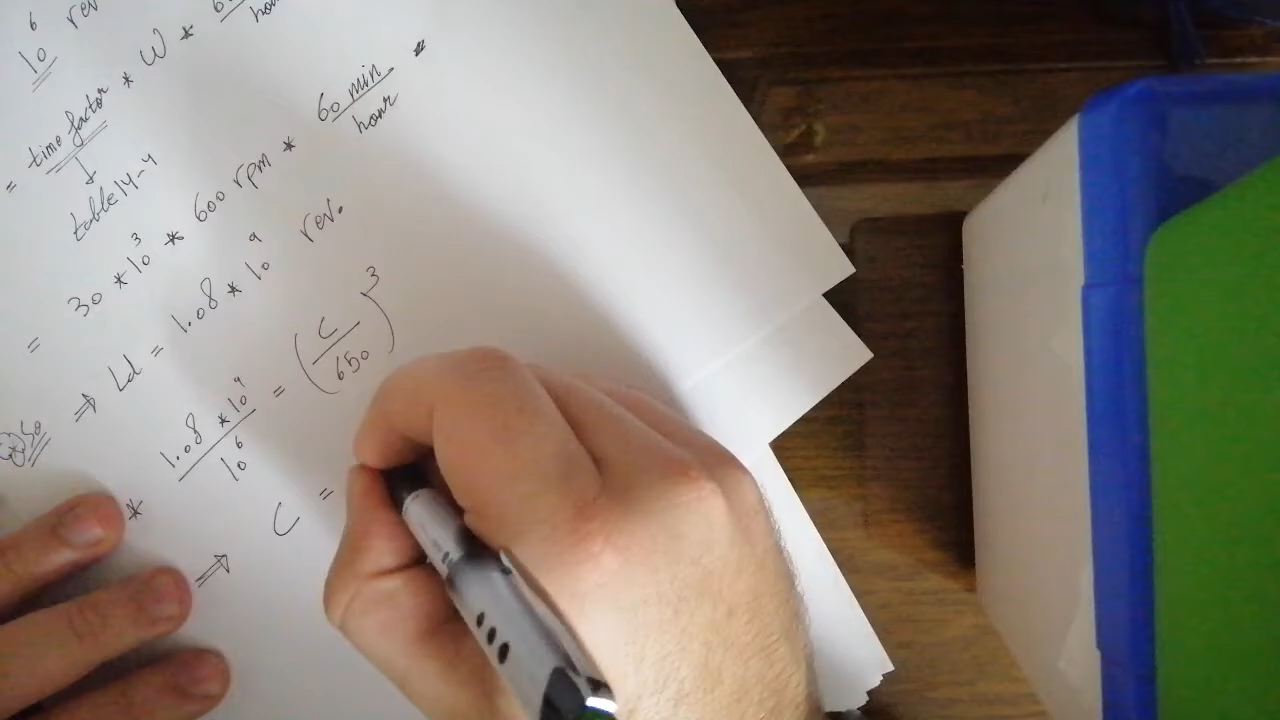 10^6 rev
= time factor * W * 60
hour
↓
table 14-4
= 30 * 10^3 * 600 rpm * 60 min / hour =
so ⇒ Ld = 1.08 * 10^9 rev.
* 1.08 * 10^9 / 10^6 = (C / 650)^3
⇒ C =